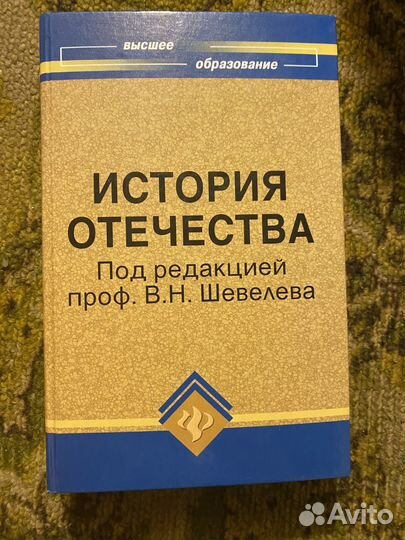 высшее
образование
ИСТОРИЯ
ОТЕЧЕСТВА
Под редакцией
проф. В.Н. Шевелева
Avito